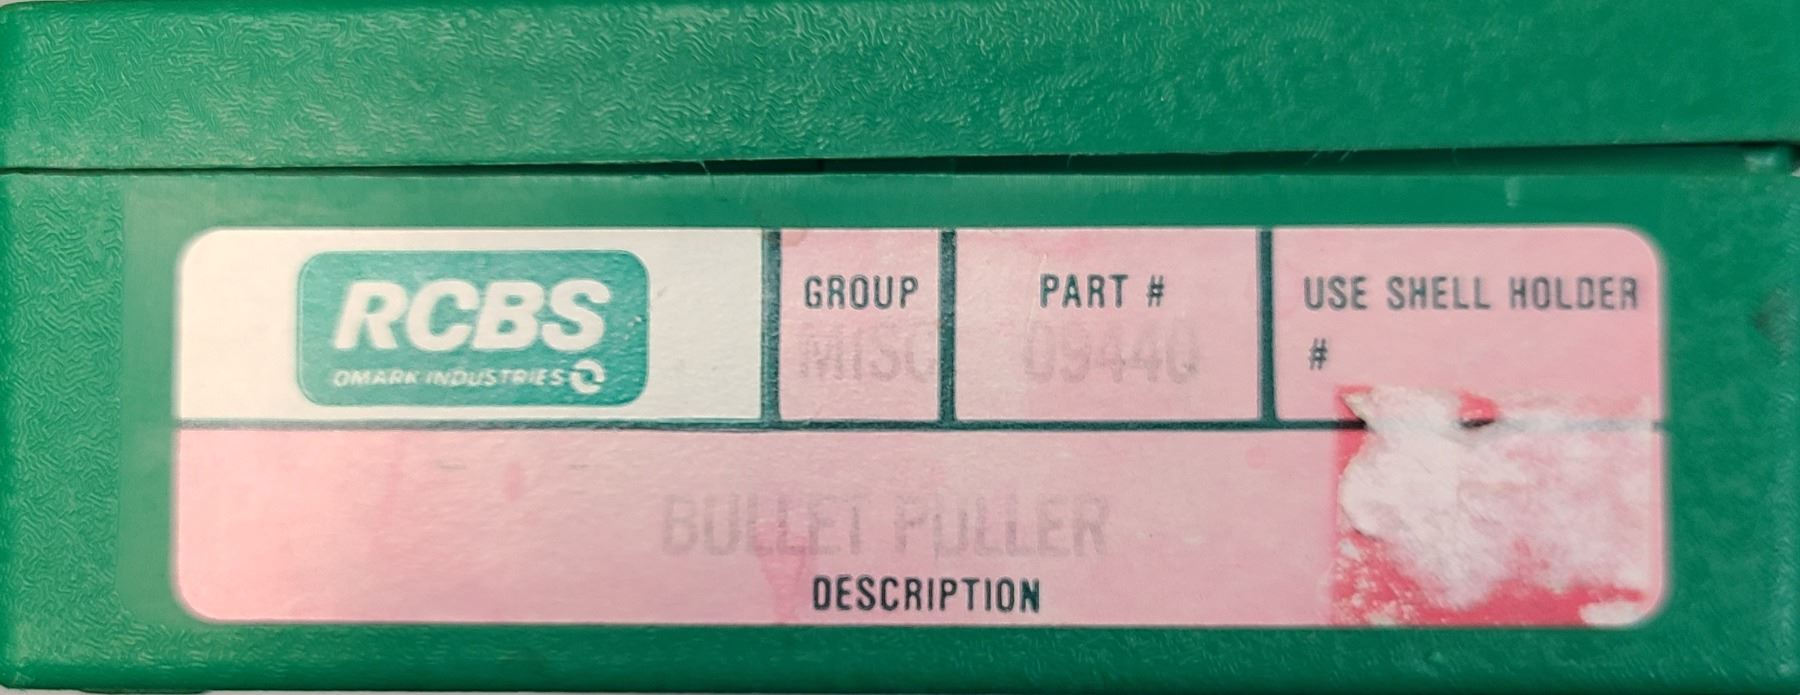 RCBS
OMARK INDUSTRIES
GROUP
MISC
PART #
09440
USE SHELL HOLDER
#
BULLET PULLER
DESCRIPTION